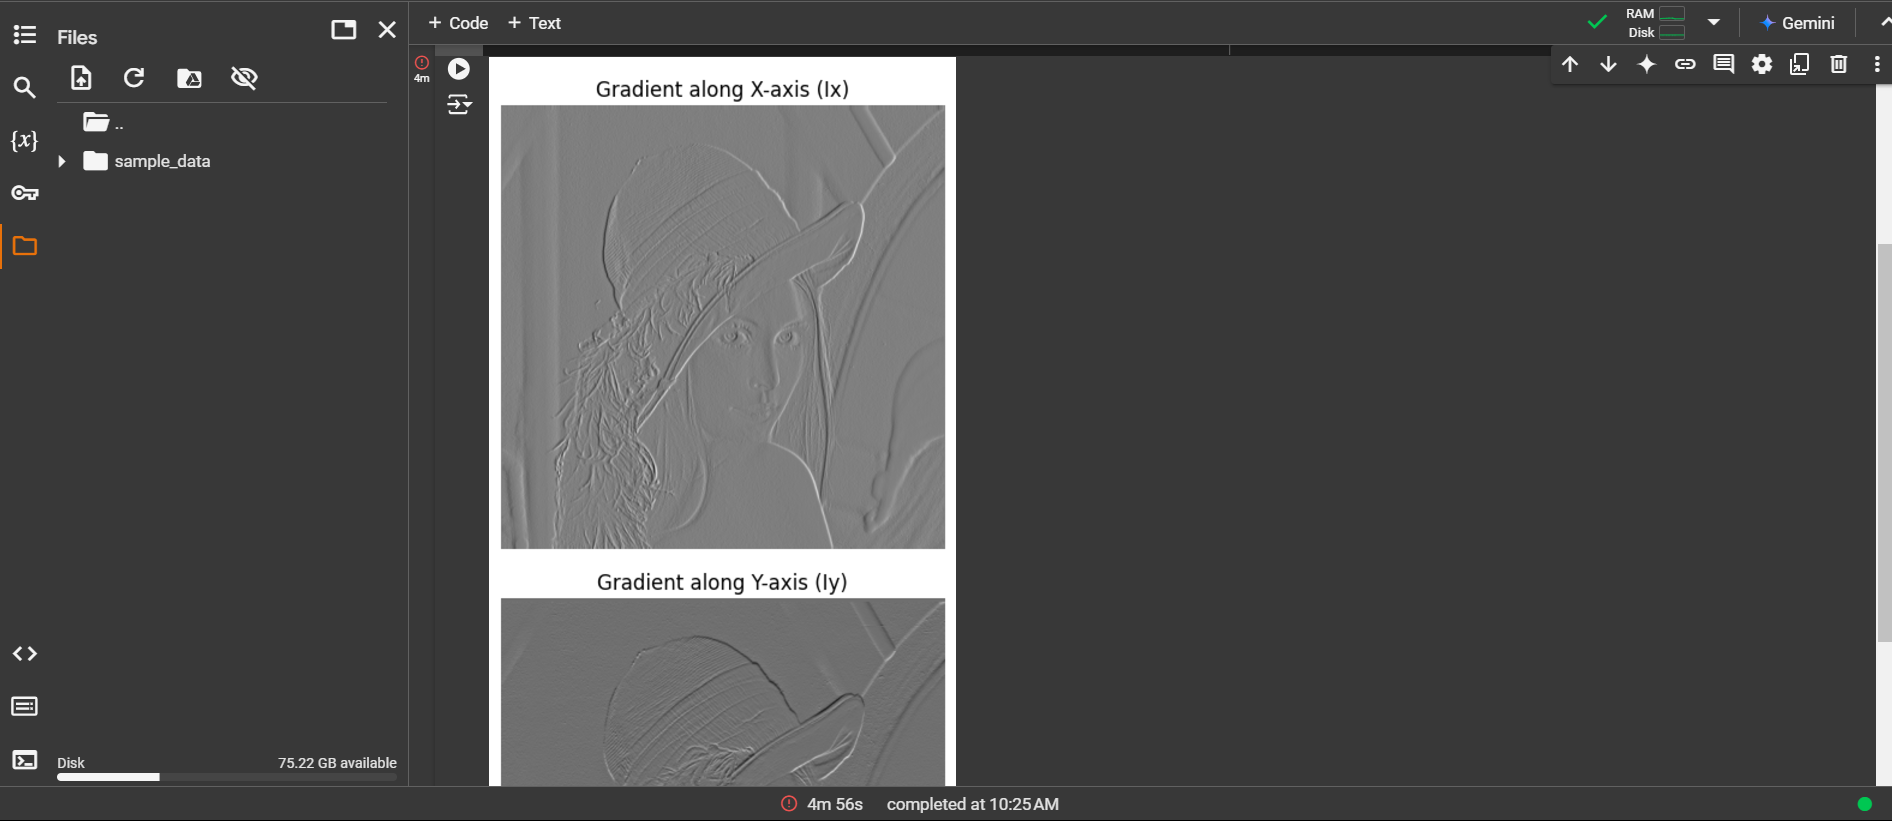 Files
..
sample_data
Disk
75.22 GB available
+ Code + Text
RAM
Disk
Gemini
4m
{x}
Gradient along X-axis (Ix)
Gradient along Y-axis (Iy)
4m 56s completed at 10:25 AM